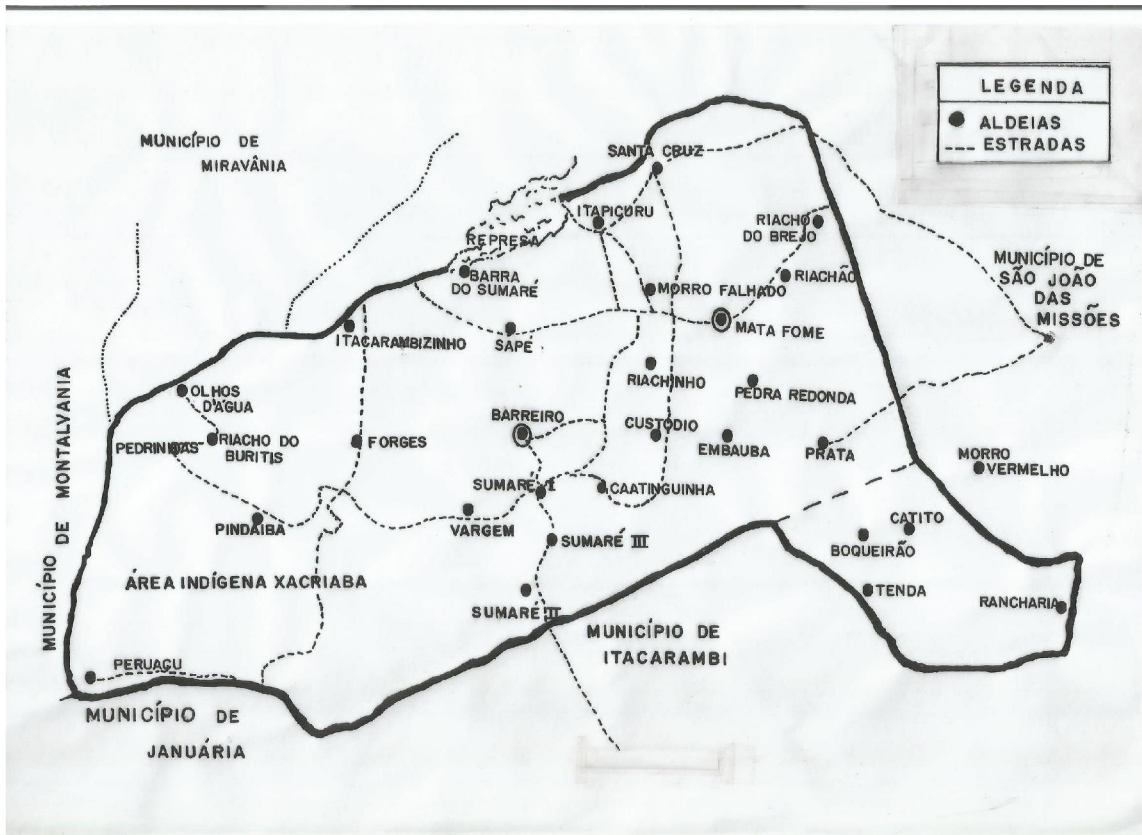 LEGENDA
ALDEIAS
ESTRADAS
MUNICÍPIO DE
MIRAVÂNIA
SANTA CRUZ
ITAPICURU
RIACHO
DO BREJO
REPRESA
MUNICÍPIO DE
SÃO JOÃO
DAS
MISSÕES
BARRA
DO SUMARÉ
RIACHÃO
MORRO FALHADO
MATA FOME
ITACARAMBIZINHO
SAPÉ
RIACHINHO
PEDRA REDONDA
OLHOS
D'ÁGUA
MUNICÍPIO DE MONTALVANIA
BARREIRO
CUSTÓDIO
EMBAUBA
PRATA
PEDRINHAS
RIACHO DO
BURITIS
FORGES
MORRO
VERMELHO
SUMARÉ I
CAATINGUINHA
PINDAIBA
VARGEM
CATITO
BOQUEIRÃO
SUMARÉ III
ÁREA INDÍGENA XACRIABA
SUMARÉ II
TENDA
RANCHARIA
MUNICÍPIO DE
ITACARAMBI
PERUAÇU
MUNICÍPIO DE
JANUÁRIA